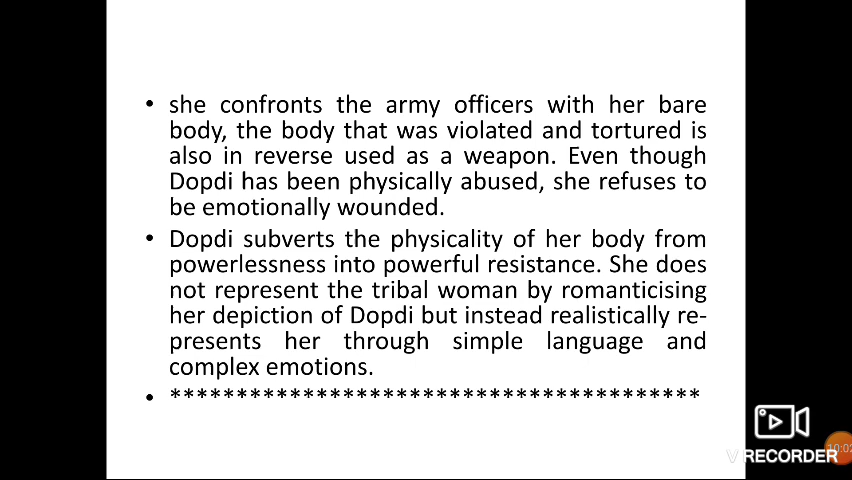 • she confronts the army officers with her bare
body, the body that was violated and tortured is
also in reverse used as a weapon. Even though
Dopdi has been physically abused, she refuses to
be emotionally wounded.
• Dopdi subverts the physicality of her body from
powerlessness into powerful resistance. She does
not represent the tribal woman by romanticising
her depiction of Dopdi but instead realistically re-
presents her through simple language and
complex emotions.
• ****************************************
V RECORDER